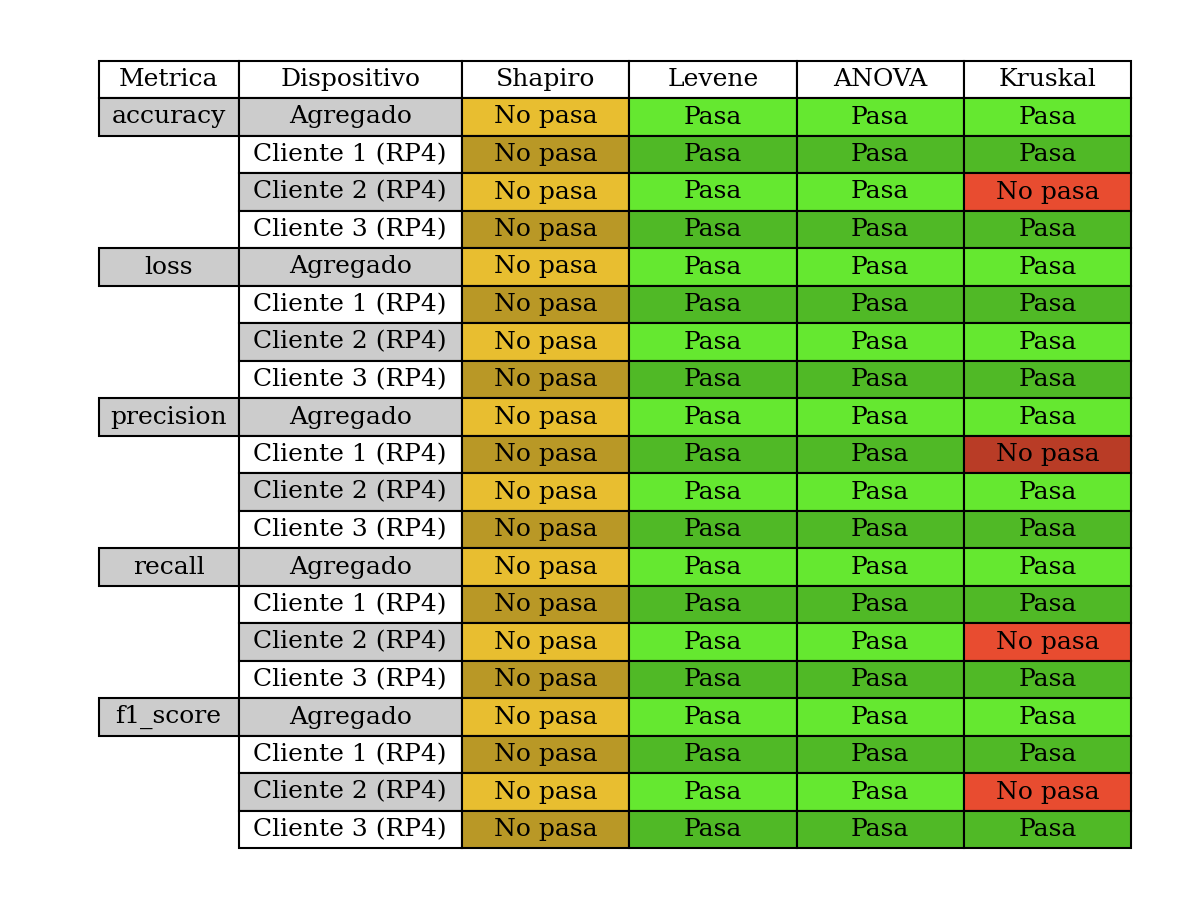 Metrica Dispositivo Shapiro Levene ANOVA Kruskal
accuracy Agregado No pasa Pasa Pasa Pasa
Cliente 1 (RP4) No pasa Pasa Pasa Pasa
Cliente 2 (RP4) No pasa Pasa Pasa No pasa
Cliente 3 (RP4) No pasa Pasa Pasa Pasa
loss Agregado No pasa Pasa Pasa Pasa
Cliente 1 (RP4) No pasa Pasa Pasa Pasa
Cliente 2 (RP4) No pasa Pasa Pasa Pasa
Cliente 3 (RP4) No pasa Pasa Pasa Pasa
precision Agregado No pasa Pasa Pasa Pasa
Cliente 1 (RP4) No pasa Pasa Pasa No pasa
Cliente 2 (RP4) No pasa Pasa Pasa Pasa
Cliente 3 (RP4) No pasa Pasa Pasa Pasa
recall Agregado No pasa Pasa Pasa Pasa
Cliente 1 (RP4) No pasa Pasa Pasa Pasa
Cliente 2 (RP4) No pasa Pasa Pasa No pasa
Cliente 3 (RP4) No pasa Pasa Pasa Pasa
f1_score Agregado No pasa Pasa Pasa Pasa
Cliente 1 (RP4) No pasa Pasa Pasa Pasa
Cliente 2 (RP4) No pasa Pasa Pasa No pasa
Cliente 3 (RP4) No pasa Pasa Pasa Pasa